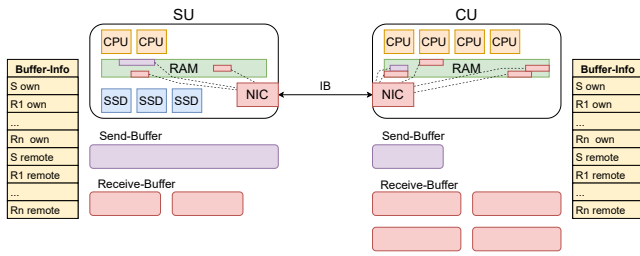 SU
CU
CPU CPU
CPU CPU CPU CPU
RAM
RAM
SSD SSD SSD
NIC
IB
NIC
Buffer-Info
S own
R1 own
...
Rn own
S remote
R1 remote
...
Rn remote
Send-Buffer
Receive-Buffer
Send-Buffer
Receive-Buffer
Buffer-Info
S own
R1 own
...
Rn own
S remote
R1 remote
...
Rn remote